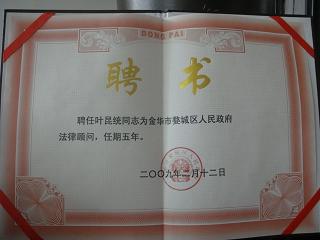 DONG PAI
聘书
聘任叶昆统同志为金华市婺城区人民政府
法律顾问，任期五年。
二〇〇九年二月十二日